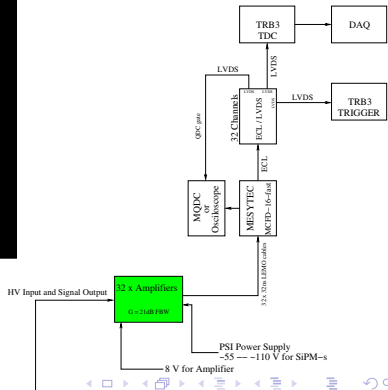 TRB3
TDC
DAQ
LVDS
LVDS
LVDS LVDS
LVDS
QDC gate
32 Channels
ECL / LVDS
LVDS
TRB3
TRIGGER
ECL
MQDC
or
Osciloscope
MESYTEC
MCFD-16-fast
32 x 32ns LEMO cables
HV Input and Signal Output
32 x Amplifiers
G = 21dB FBW
PSI Power Supply
-55 -- -110 V for SiPM-s
8 V for Amplifier